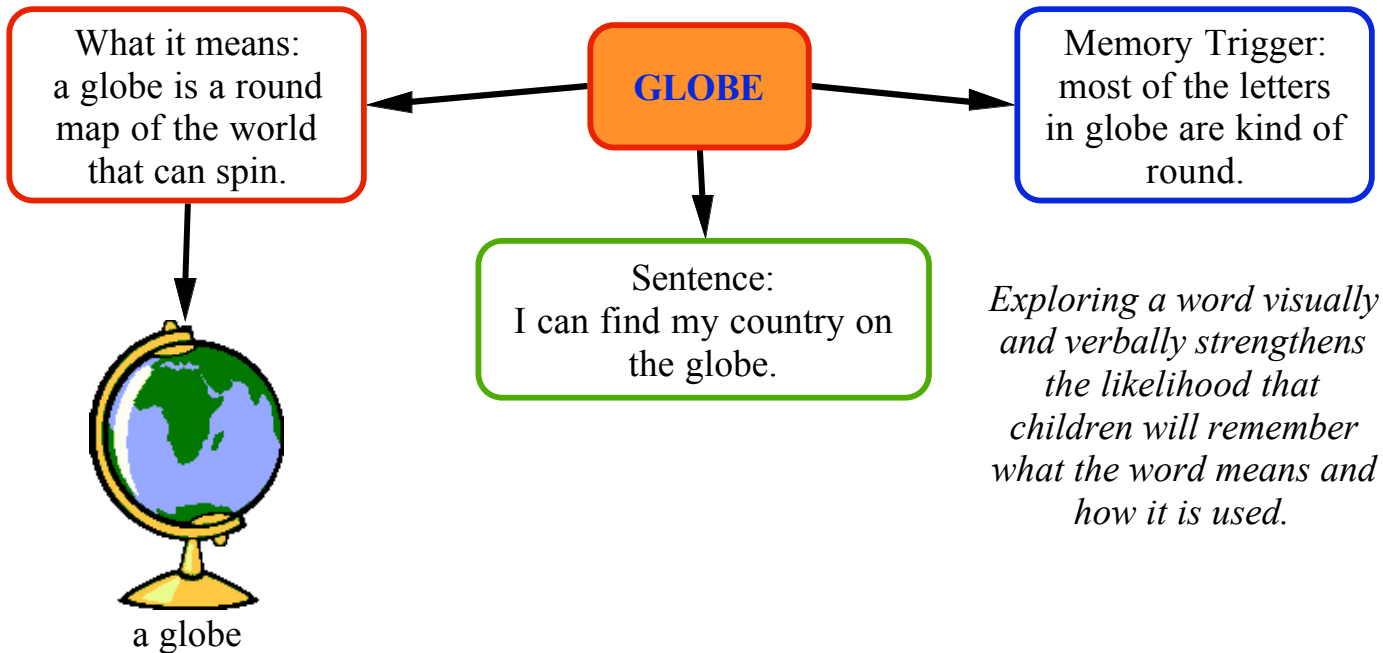 GLOBE
What it means:
a globe is a round
map of the world
that can spin.
Memory Trigger:
most of the letters
in globe are kind of
round.
Sentence:
I can find my country on
the globe.
Exploring a word visually
and verbally strengthens
the likelihood that
children will remember
what the word means and
how it is used.
a globe